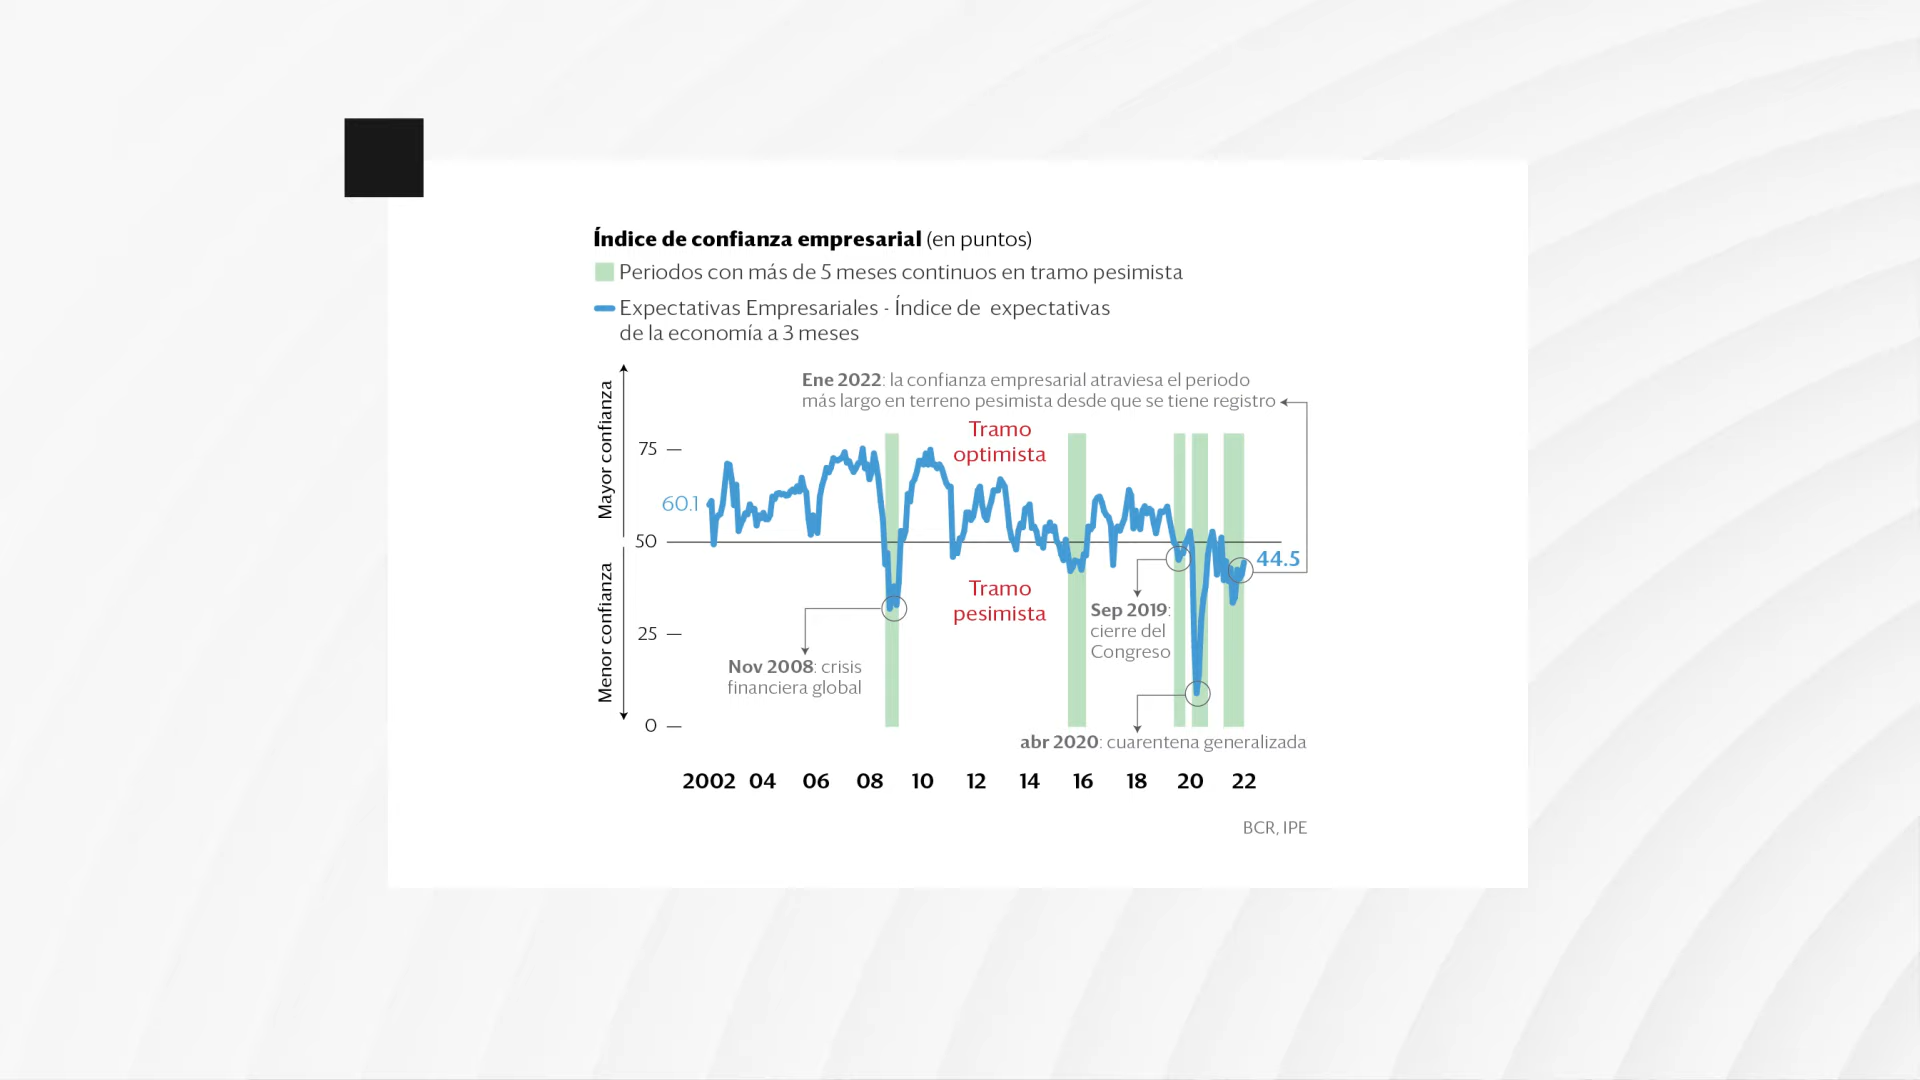 Índice de confianza empresarial (en puntos)
Periodos con más de 5 meses continuos en tramo pesimista
Expectativas Empresariales - Índice de expectativas
de la economía a 3 meses
Mayor confianza
Menor confianza
Ene 2022: la confianza empresarial atraviesa el periodo
más largo en terreno pesimista desde que se tiene registro
Tramo
optimista
75
60.1
50
44.5
Tramo
pesimista
Sep 2019:
cierre del
Congreso
25
Nov 2008: crisis
financiera global
0
abr 2020: cuarentena generalizada
2002 04 06 08 10 12 14 16 18 20 22
BCR, IPE